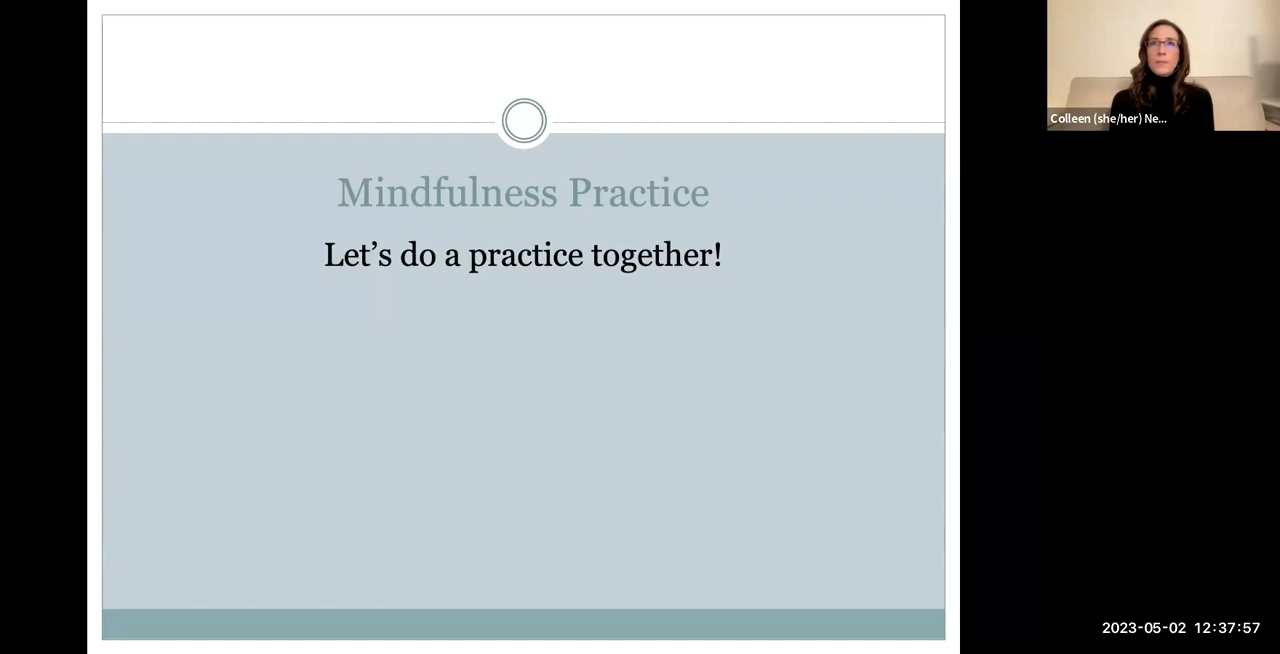 Mindfulness Practice
Let’s do a practice together!
Colleen (she/her) Ne...
2023-05-02 12:37:57